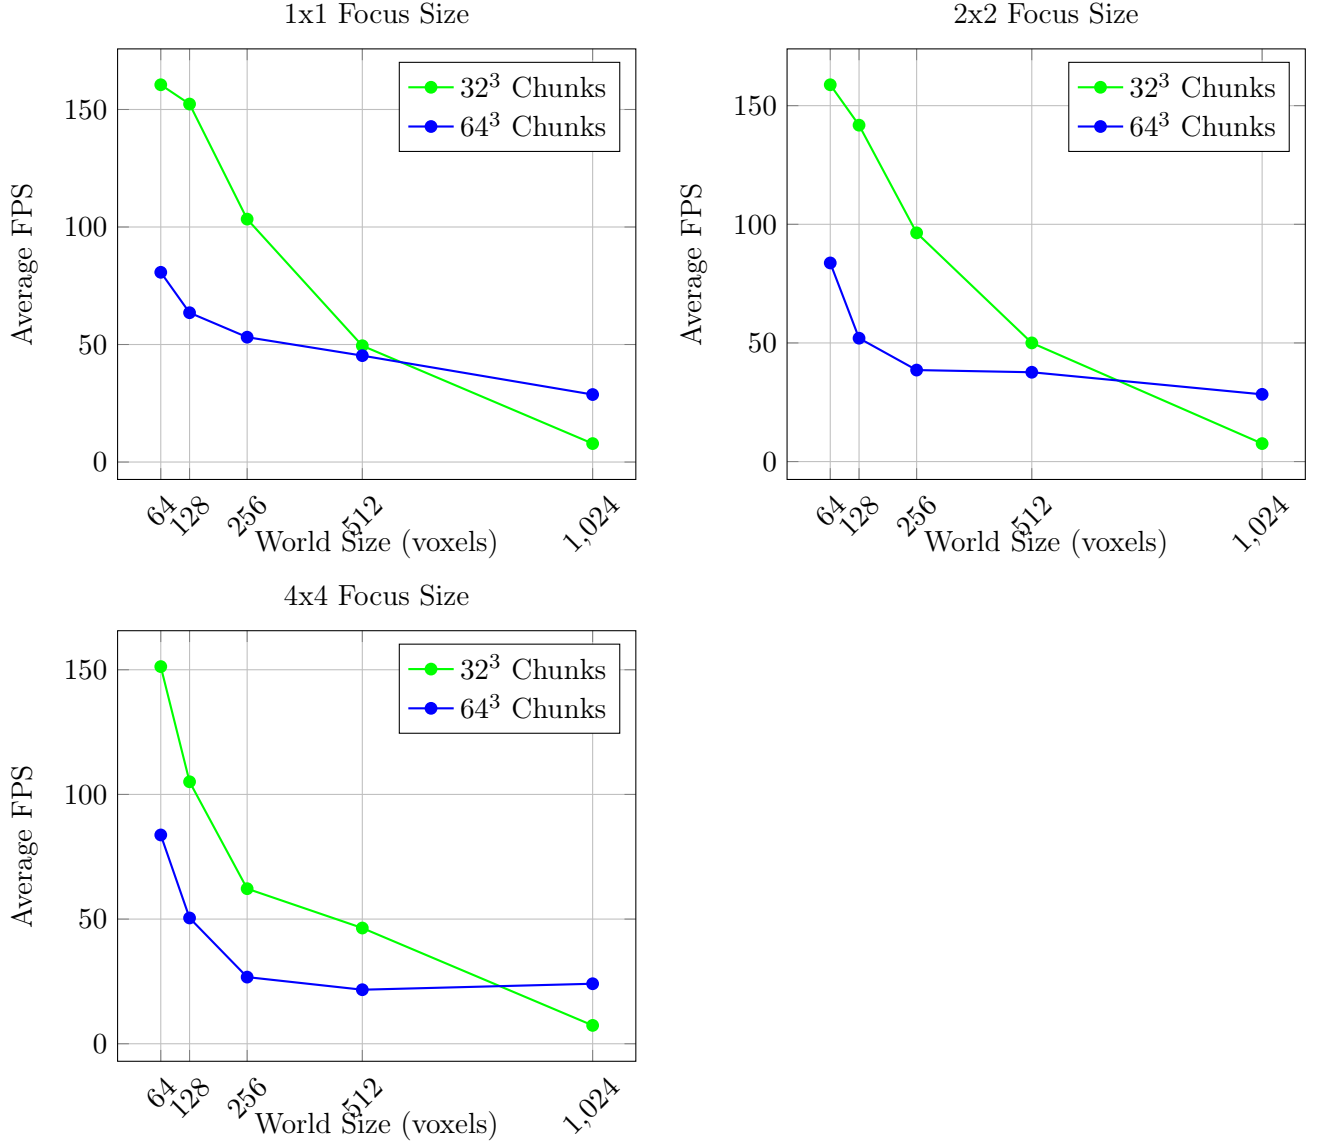 1x1 Focus Size
32³ Chunks
64³ Chunks
Average FPS
150
100
50
0
64
128
256
512
1,024
World Size (voxels)
2x2 Focus Size
32³ Chunks
64³ Chunks
Average FPS
150
100
50
0
64
128
256
512
1,024
World Size (voxels)
4x4 Focus Size
32³ Chunks
64³ Chunks
Average FPS
150
100
50
0
64
128
256
512
1,024
World Size (voxels)